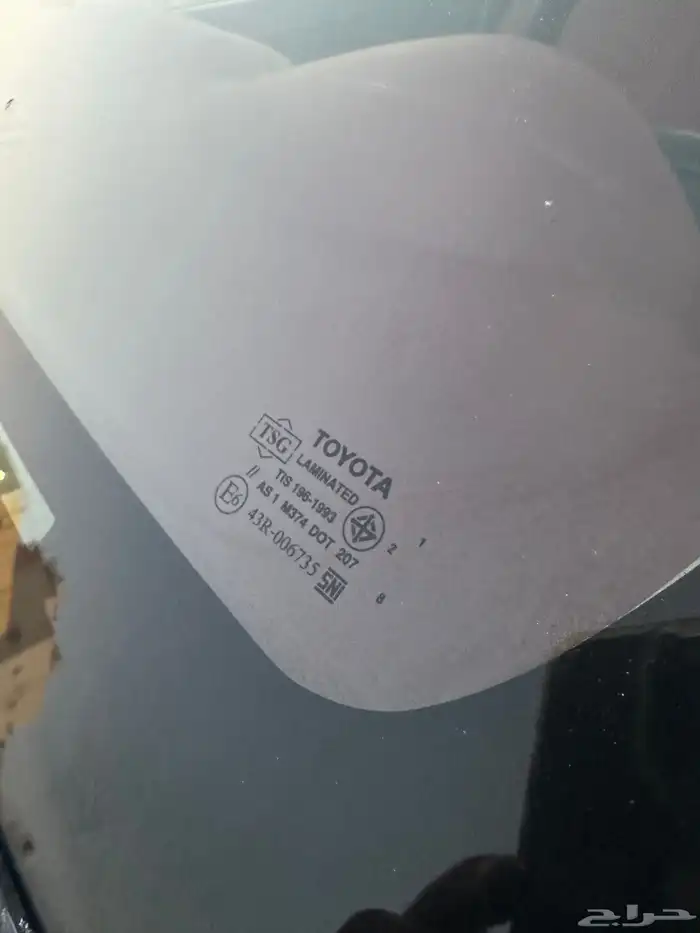 TSG TOYOTA
LAMINATED
// TIS 196-1993
E6 AS 1 M374 DOT 207 2 1
43R-006735 SNI 8
حراج